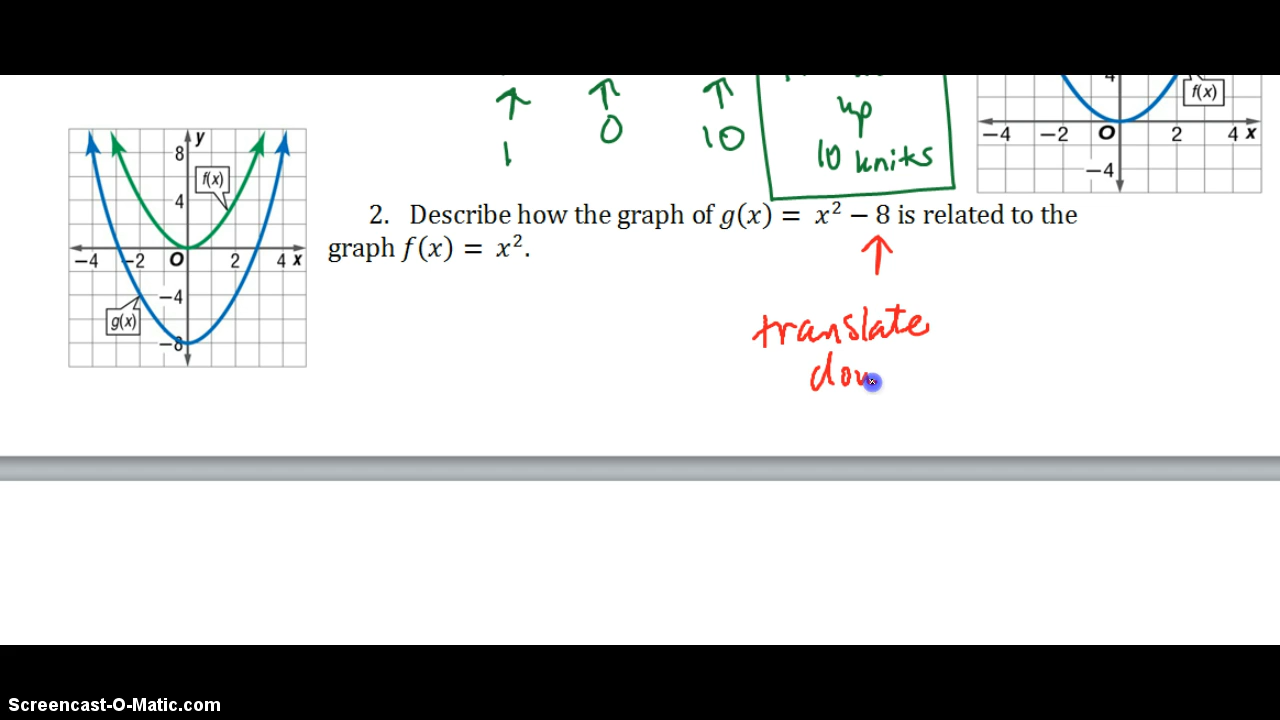 1
0
10
up
10 units
4
f(x)
−4 −2 O 2 4 x
−4
y
8
f(x)
4
−4 −2 O 2 4 x
−4
g(x)
−8
2. Describe how the graph of g(x) = x² − 8 is related to the
graph f(x) = x².
translate
dow
Screencast-O-Matic.com